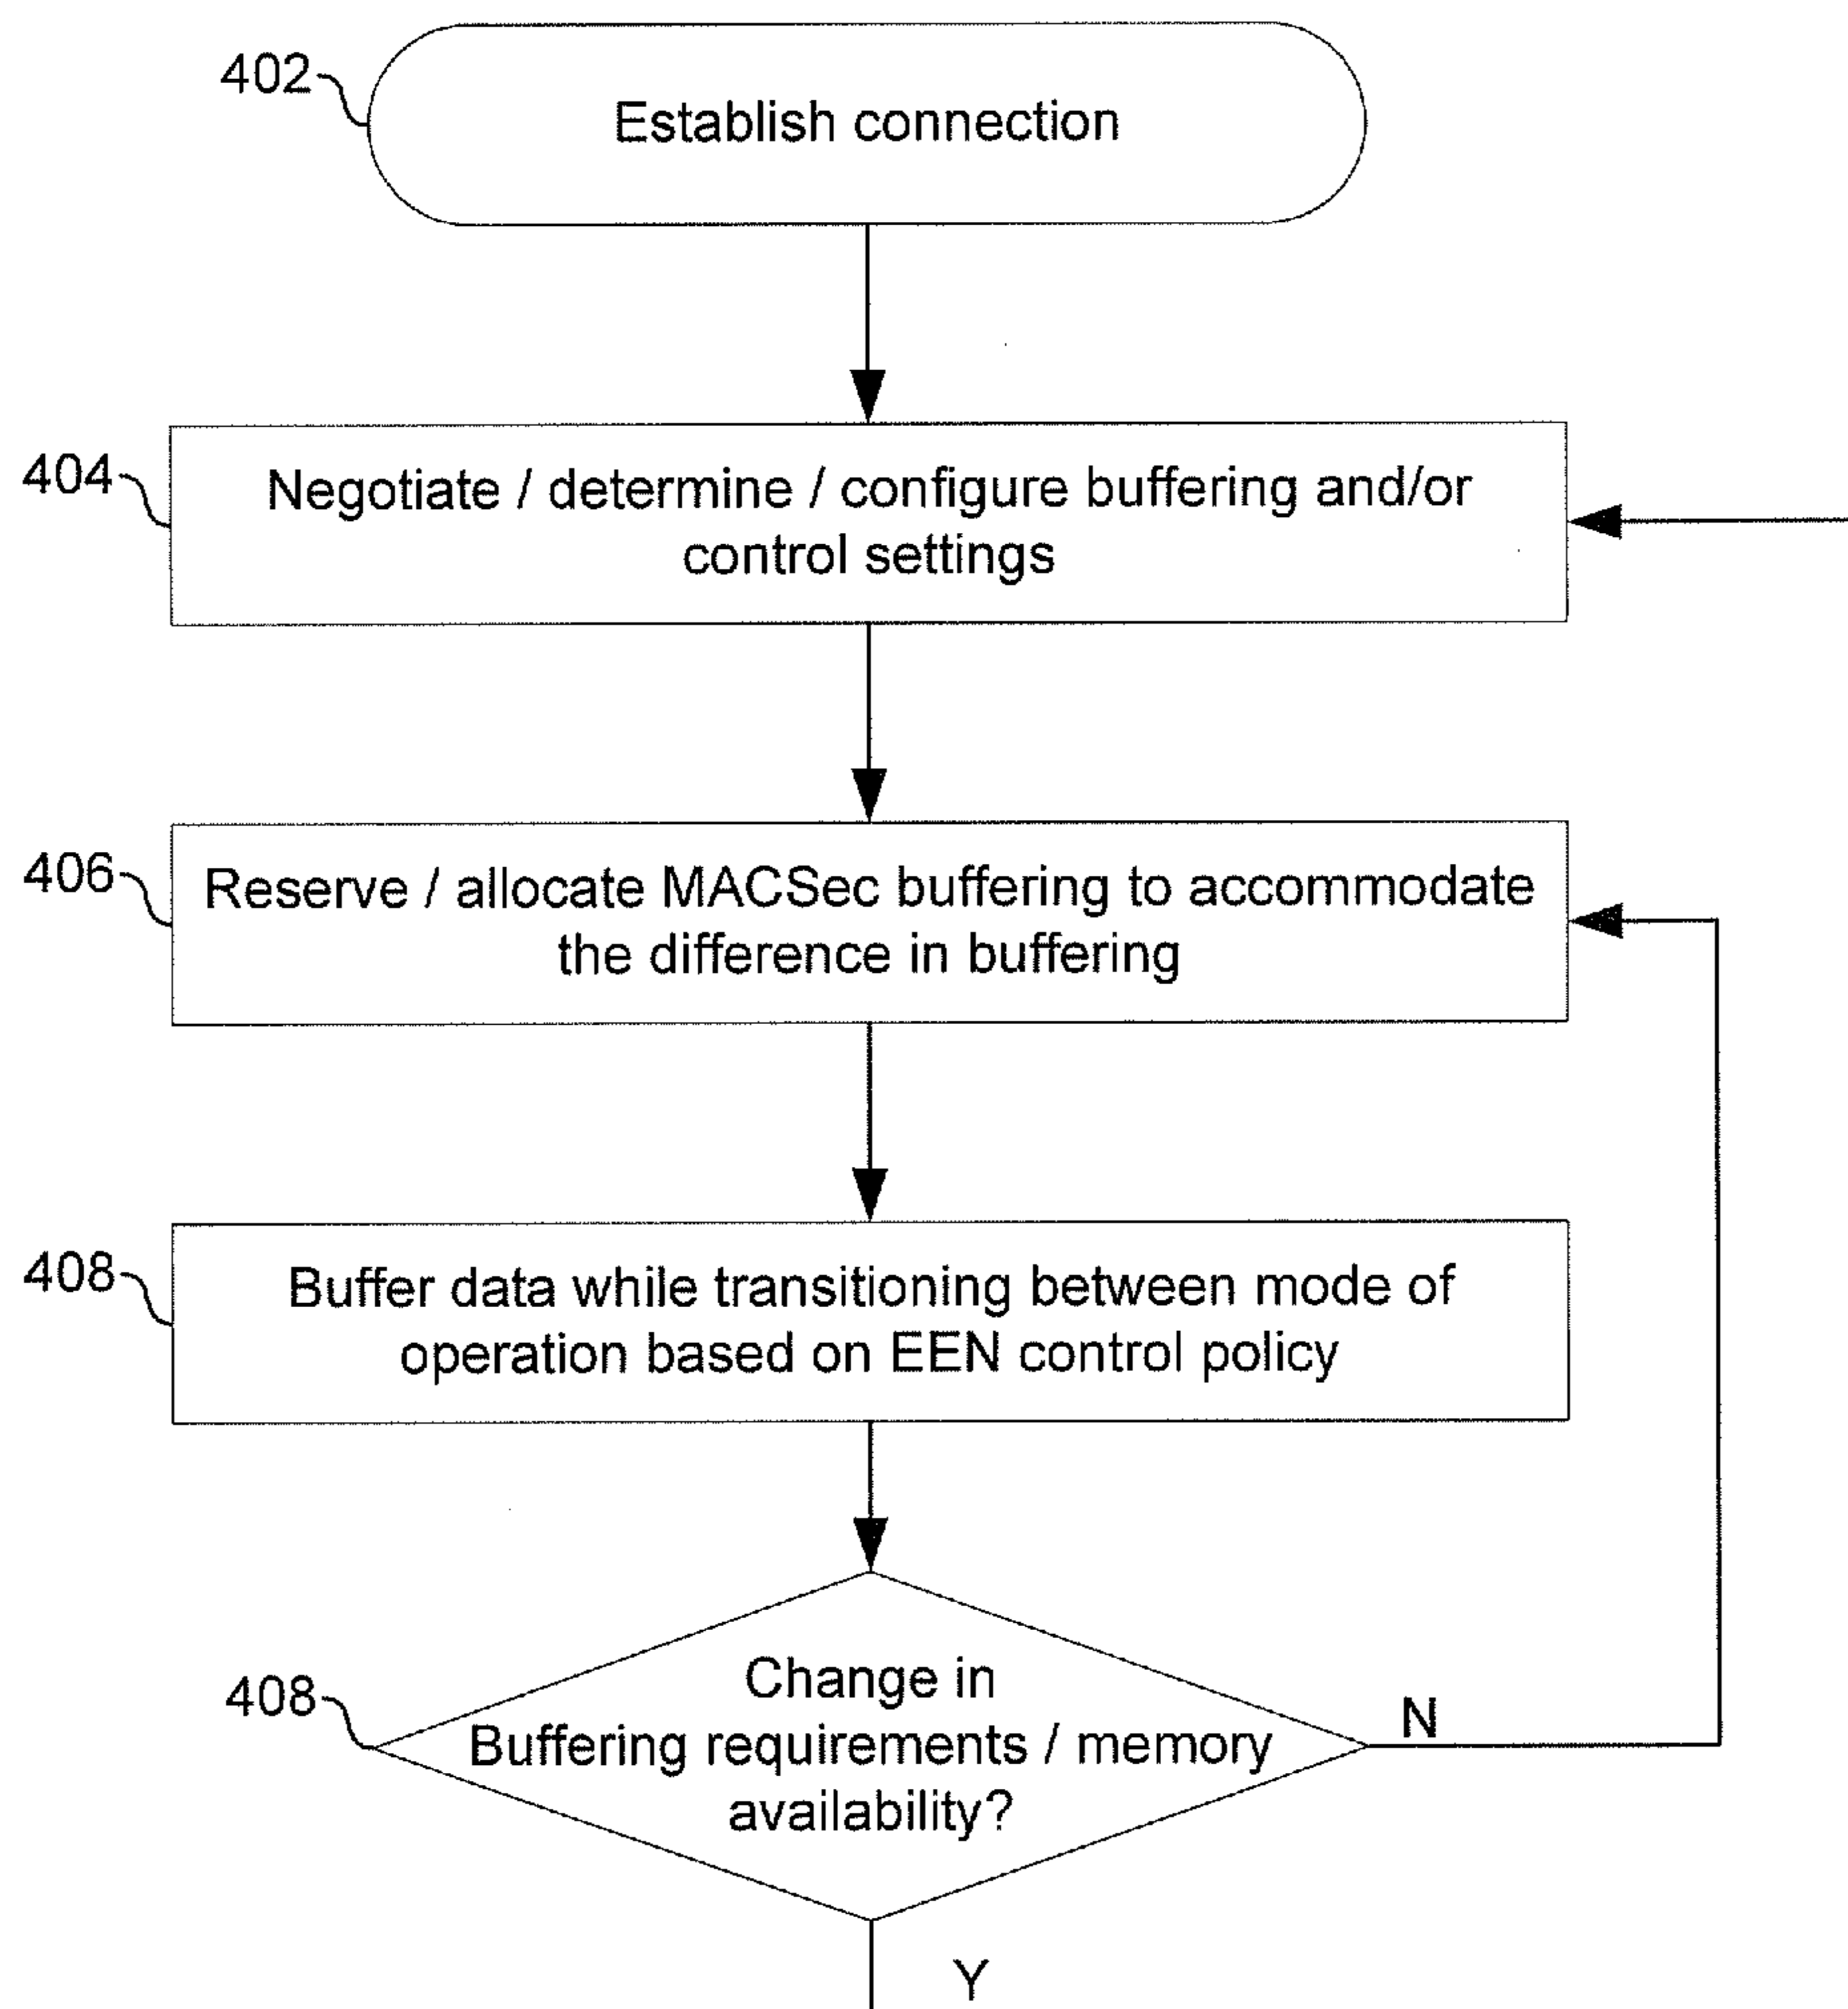 402
Establish connection
404
Negotiate / determine / configure buffering and/or
control settings
406
Reserve / allocate MACSec buffering to accommodate
the difference in buffering
408
Buffer data while transitioning between mode of
operation based on EEN control policy
408
Change in
Buffering requirements / memory
availability?
N
Y